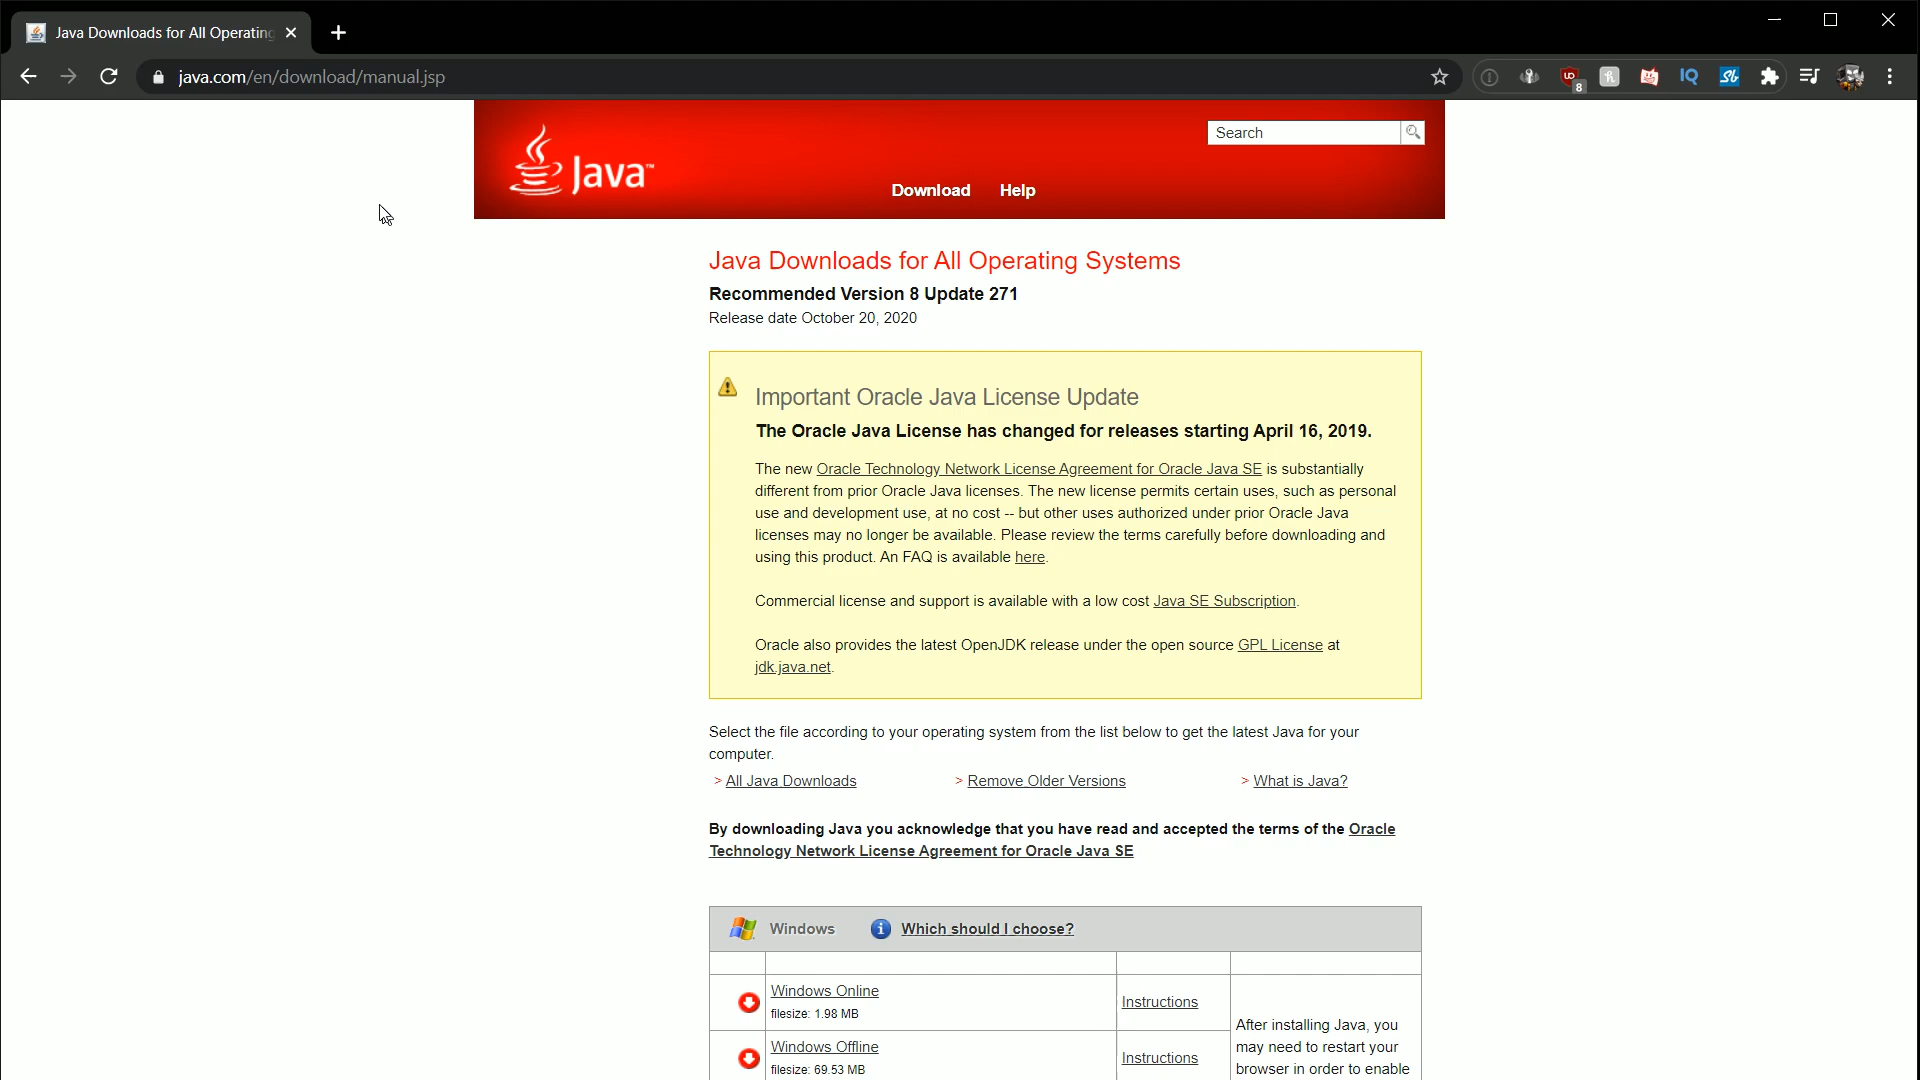 Java Downloads for All Operating
java.com/en/download/manual.jsp
8
Java™
Search
Download Help
Java Downloads for All Operating Systems
Recommended Version 8 Update 271
Release date October 20, 2020
Important Oracle Java License Update
The Oracle Java License has changed for releases starting April 16, 2019.
The new Oracle Technology Network License Agreement for Oracle Java SE is substantially
different from prior Oracle Java licenses. The new license permits certain uses, such as personal
use and development use, at no cost -- but other uses authorized under prior Oracle Java
licenses may no longer be available. Please review the terms carefully before downloading and
using this product. An FAQ is available here.
Commercial license and support is available with a low cost Java SE Subscription.
Oracle also provides the latest OpenJDK release under the open source GPL License at
jdk.java.net.
Select the file according to your operating system from the list below to get the latest Java for your
computer.
> All Java Downloads > Remove Older Versions > What is Java?
By downloading Java you acknowledge that you have read and accepted the terms of the Oracle
Technology Network License Agreement for Oracle Java SE
Windows Which should I choose?
Windows Online
filesize: 1.98 MB
Instructions
Windows Offline
filesize: 69.53 MB
Instructions
After installing Java, you
may need to restart your
browser in order to enable